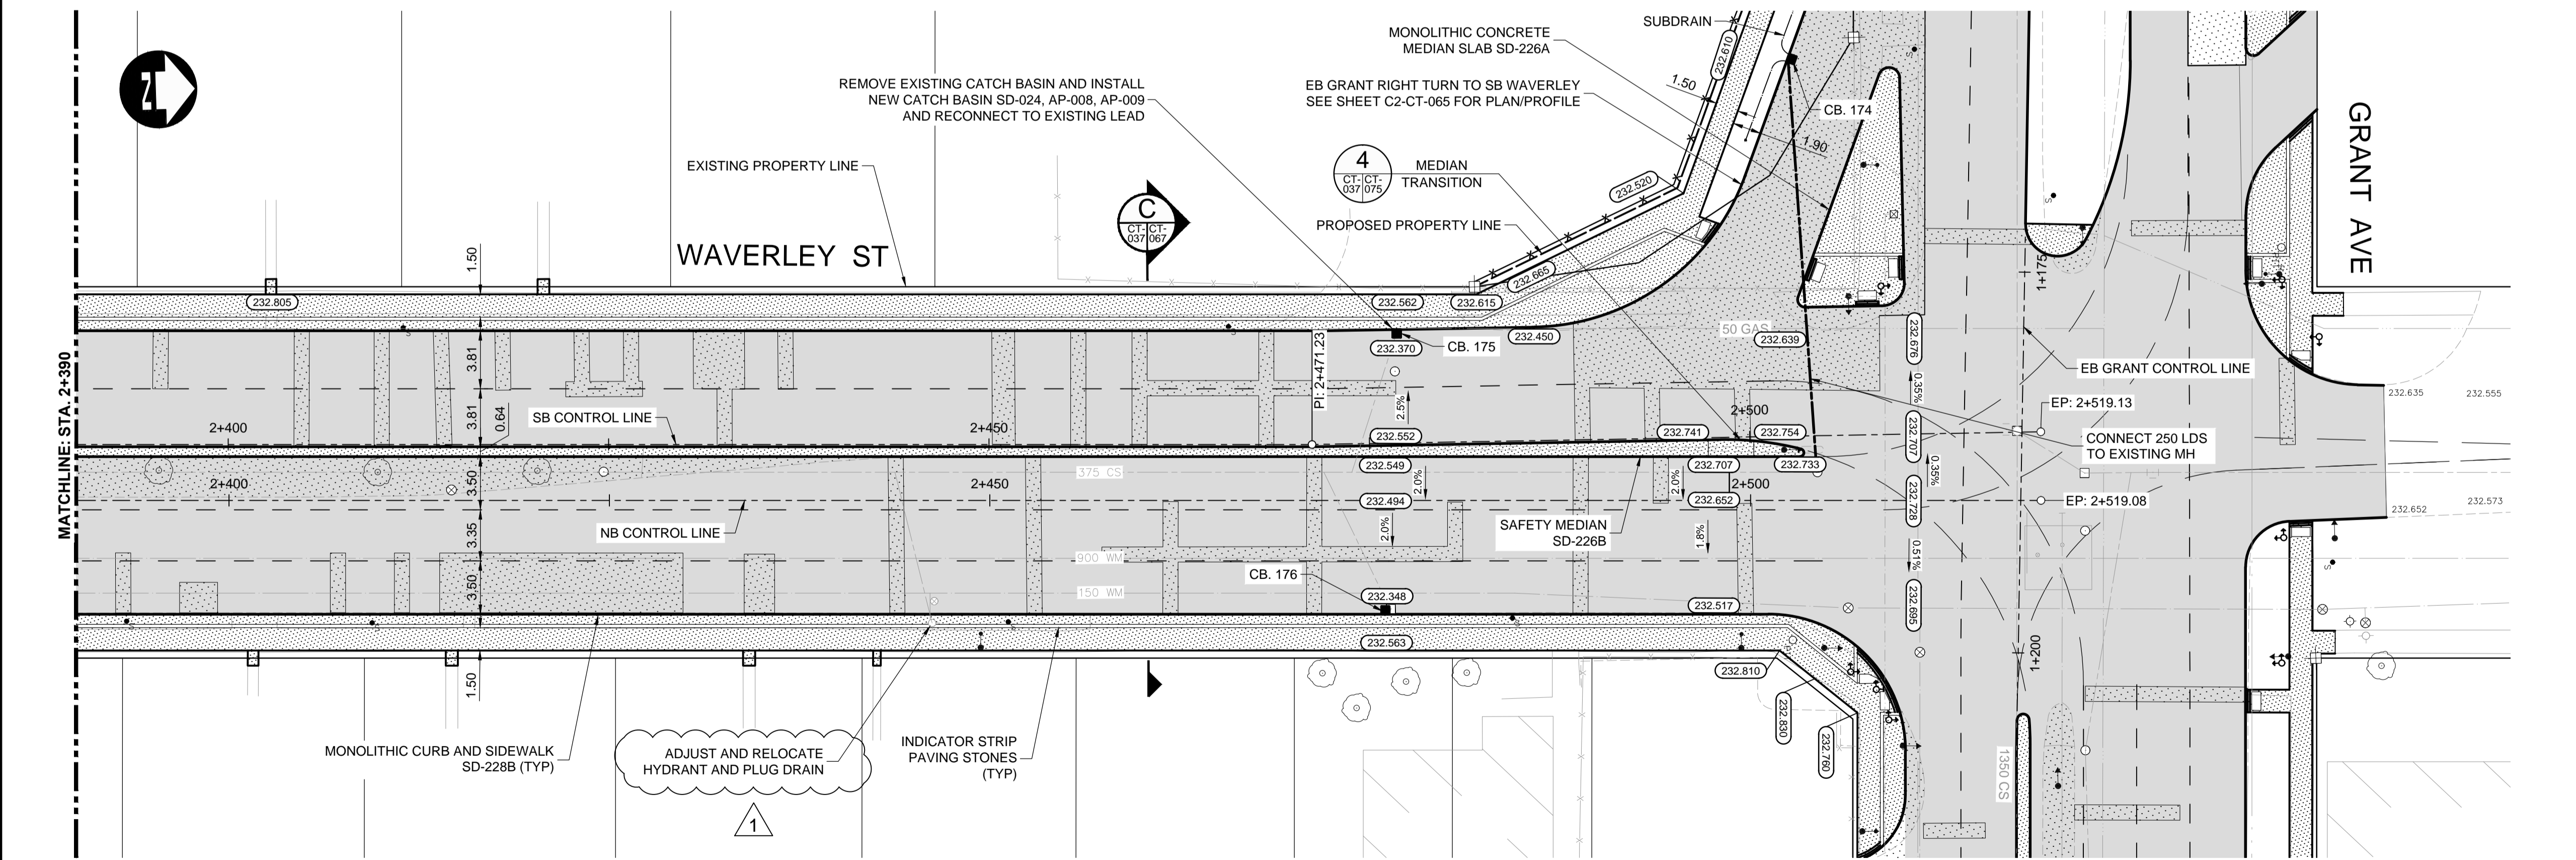 SUBDRAIN
MONOLITHIC CONCRETE
MEDIAN SLAB SD-226A
REMOVE EXISTING CATCH BASIN AND INSTALL
NEW CATCH BASIN SD-024, AP-008, AP-009
AND RECONNECT TO EXISTING LEAD
EB GRANT RIGHT TURN TO SB WAVERLEY
SEE SHEET C2-CT-065 FOR PLAN/PROFILE
232.610
1.50
CB. 174
1.90
N
GRANT AVE
EXISTING PROPERTY LINE
4
CT-037
CT-075
MEDIAN
TRANSITION
232.520
C
CT-037
CT-067
PROPOSED PROPERTY LINE
WAVERLEY ST
1.50
232.665
1+175
232.805
232.562
232.615
50 GAS
232.639
232.676
232.450
PI: 2+471.23
232.370
CB. 175
MATCHLINE: STA. 2+390
3.81
3.81
0.64
EB GRANT CONTROL LINE
0.35%
232.635
232.555
EP: 2+519.13
2.5%
SB CONTROL LINE
2+400
2+450
2+500
232.552
232.741
232.754
232.707
CONNECT 250 LDS
TO EXISTING MH
375 CS
232.549
232.707
232.733
2.0%
2.0%
0.35%
3.50
2+400
2+450
2+500
232.494
232.652
232.728
EP: 2+519.08
232.573
232.652
NB CONTROL LINE
3.35
2.0%
SAFETY MEDIAN
SD-226B
1.8%
0.51%
900 WM
CB. 176
3.50
150 WM
232.348
232.517
232.695
232.563
1+200
1.50
232.810
232.830
232.760
MONOLITHIC CURB AND SIDEWALK
SD-228B (TYP)
ADJUST AND RELOCATE
HYDRANT AND PLUG DRAIN
INDICATOR STRIP
PAVING STONES
(TYP)
1350 CS
1